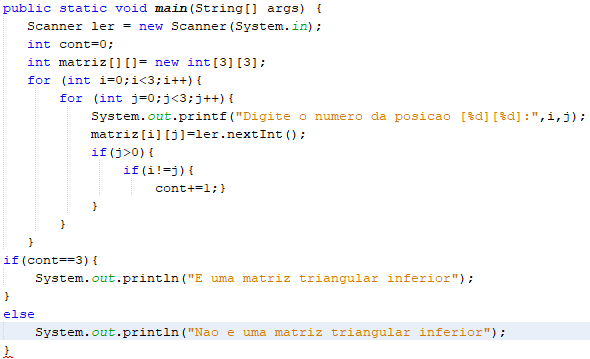 public static void main(String[] args) {
Scanner ler = new Scanner(System.in);
int cont=0;
int matriz[][]= new int[3][3];
for (int i=0;i<3;i++){
for (int j=0;j<3;j++){
System.out.printf("Digite o numero da posicao [%d][%d]:",i,j);
matriz[i][j]=ler.nextInt();
if(j>0){
if(i!=j){
cont+=1;}
}
}
}
if(cont==3){
System.out.println("E uma matriz triangular inferior");
}
else
System.out.println("Nao e uma matriz triangular inferior");
}